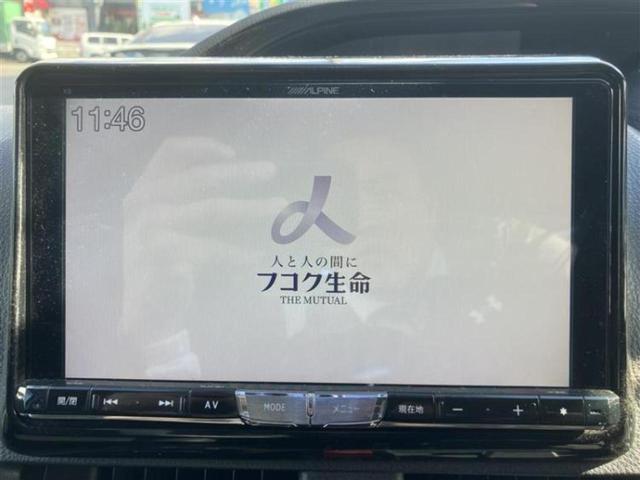 ALPINE
11:46
人と人の間に
フコク生命
THE MUTUAL
開/閉 AV MODE メニュー 現在地